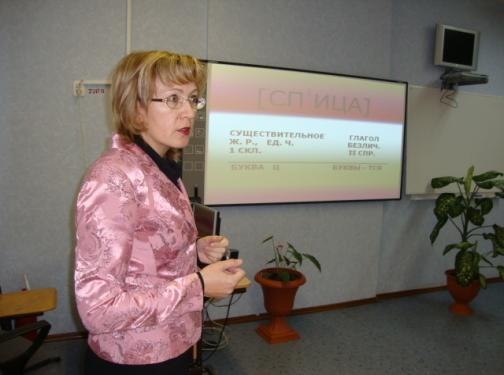 [СП'ИЦА]
СУЩЕСТВИТЕЛЬНОЕ ГЛАГОЛ
Ж. Р., ЕД. Ч. БЕЗЛИЧ.
1 СКЛ. II СПР.
БУКВА Ц БУКВЫ - ТСЯ